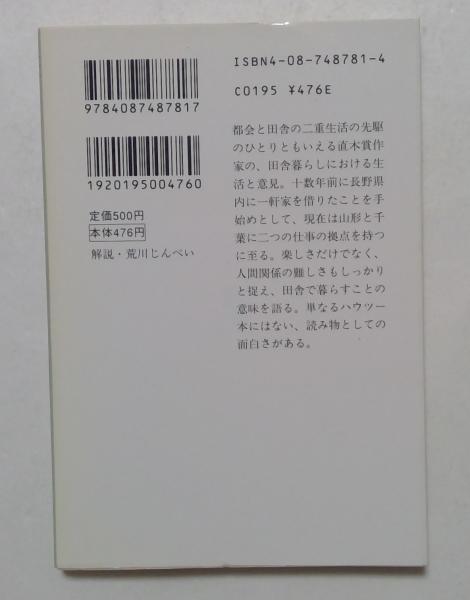 ISBN4-08-748781-4
C0195 ¥476E
9784087487817
1920195004760
定価500円
本体476円
解説・荒川じんぺい
都会と田舎の二重生活の先駆
のひとりともいえる直木賞作
家の、田舎暮らしにおける生
活と意見。十数年前に長野県
内に一軒家を借りたことを手
始めとして、現在は山形と千
葉に二つの仕事の拠点を持つ
に至る。楽しさだけでなく、
人間関係の難しさもしっかり
と捉え、田舎で暮らすことの
意味を語る。単なるハウツー
本にはない、読み物としての
面白さがある。